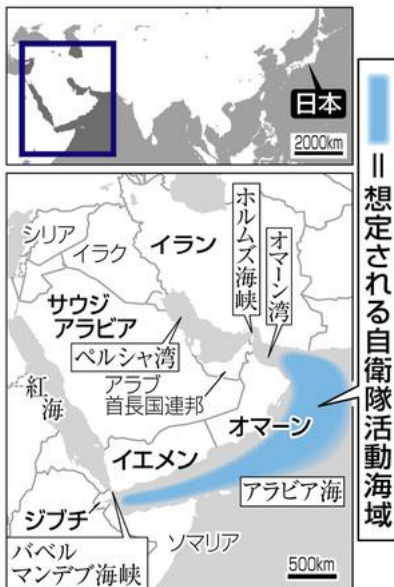 日本
2000km
＝想定される自衛隊活動海域
シリア
イラク
イラン
ホルムズ海峡
オマーン湾
サウジ
アラビア
ペルシャ湾
アラブ
首長国連邦
紅海
オマーン
イエメン
アラビア海
ジブチ
ソマリア
バベル
マンデブ海峡
500km